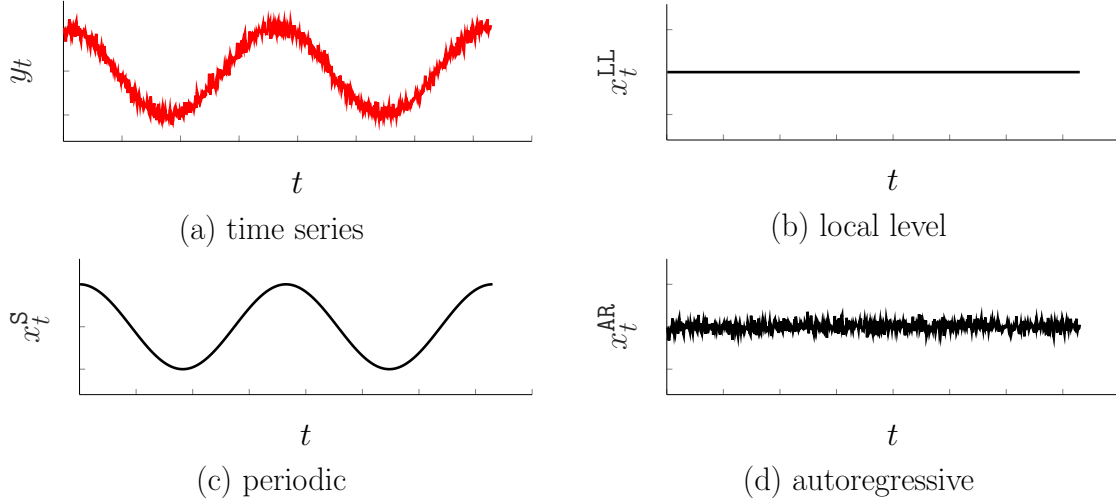 y_t
t
(a) time series
x_t^LL
t
(b) local level
x_t^S
t
(c) periodic
x_t^AR
t
(d) autoregressive